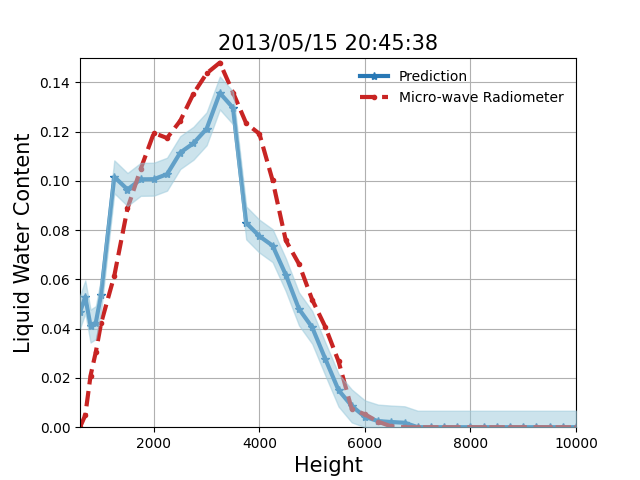 2013/05/15 20:45:38
Prediction
Micro-wave Radiometer
Liquid Water Content
0.14
0.12
0.10
0.08
0.06
0.04
0.02
0.00
2000 4000 6000 8000 10000
Height